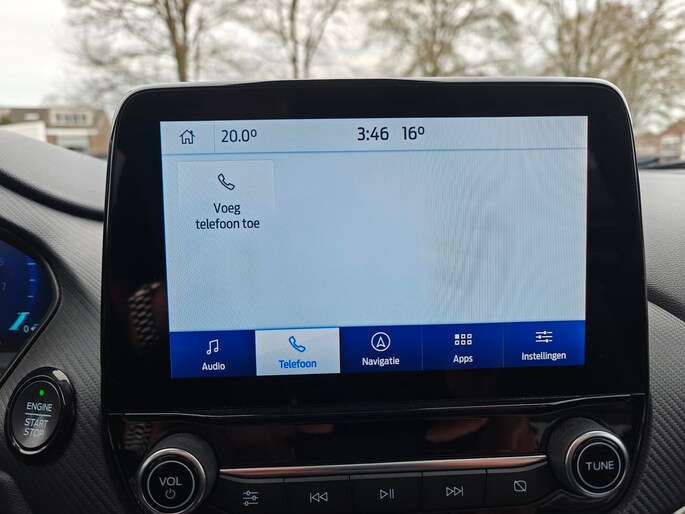 20.0°
3:46 16°
Voeg
telefoon toe
Audio
Telefoon
Navigatie
Apps
Instellingen
ENGINE
START
STOP
VOL
TUNE